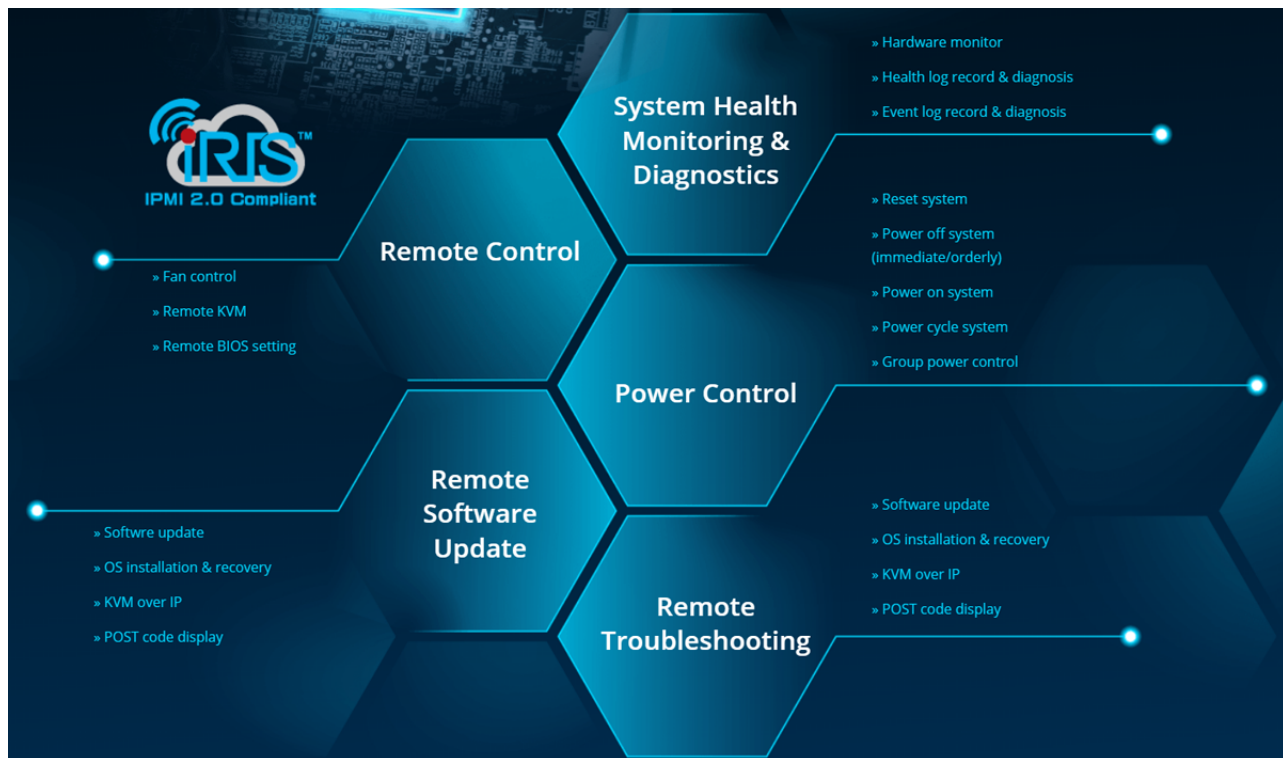 iRIS™
IPMI 2.0 Compliant
System Health
Monitoring &
Diagnostics
» Hardware monitor
» Health log record & diagnosis
» Event log record & diagnosis
Remote Control
» Fan control
» Remote KVM
» Remote BIOS setting
Power Control
» Reset system
» Power off system
(immediate/orderly)
» Power on system
» Power cycle system
» Group power control
Remote
Software
Update
» Softwre update
» OS installation & recovery
» KVM over IP
» POST code display
Remote
Troubleshooting
» Software update
» OS installation & recovery
» KVM over IP
» POST code display